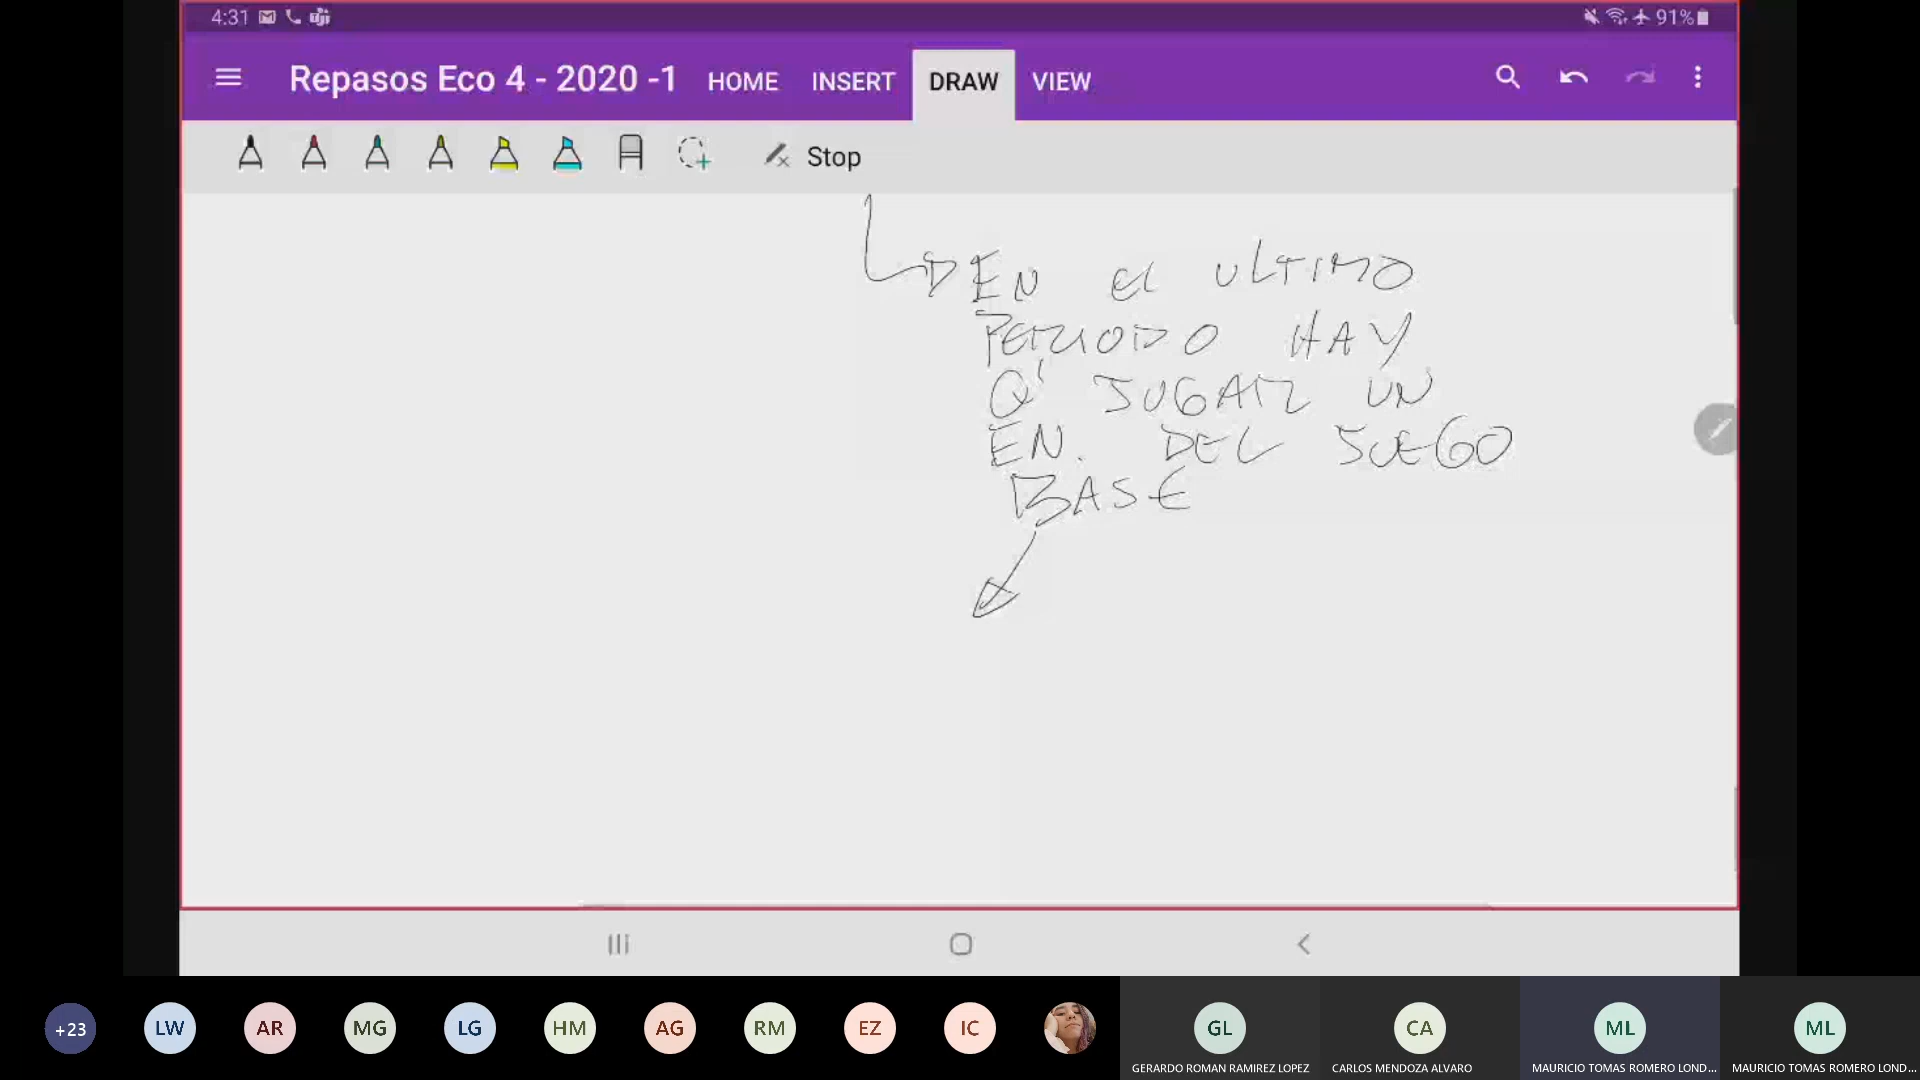 4:31 91%
Repasos Eco 4 - 2020 -1 HOME INSERT DRAW VIEW
Stop
EN EL ULTIMO
PERIODO HAY
Q' JUGAR UN
EN. DEL JUEGO
BASE
+23 LW AR MG LG HM AG RM EZ IC GL CA ML ML
GERARDO ROMAN RAMIREZ LOPEZ CARLOS MENDOZA ALVARO MAURICIO TOMAS ROMERO LOND... MAURICIO TOMAS ROMERO LOND...